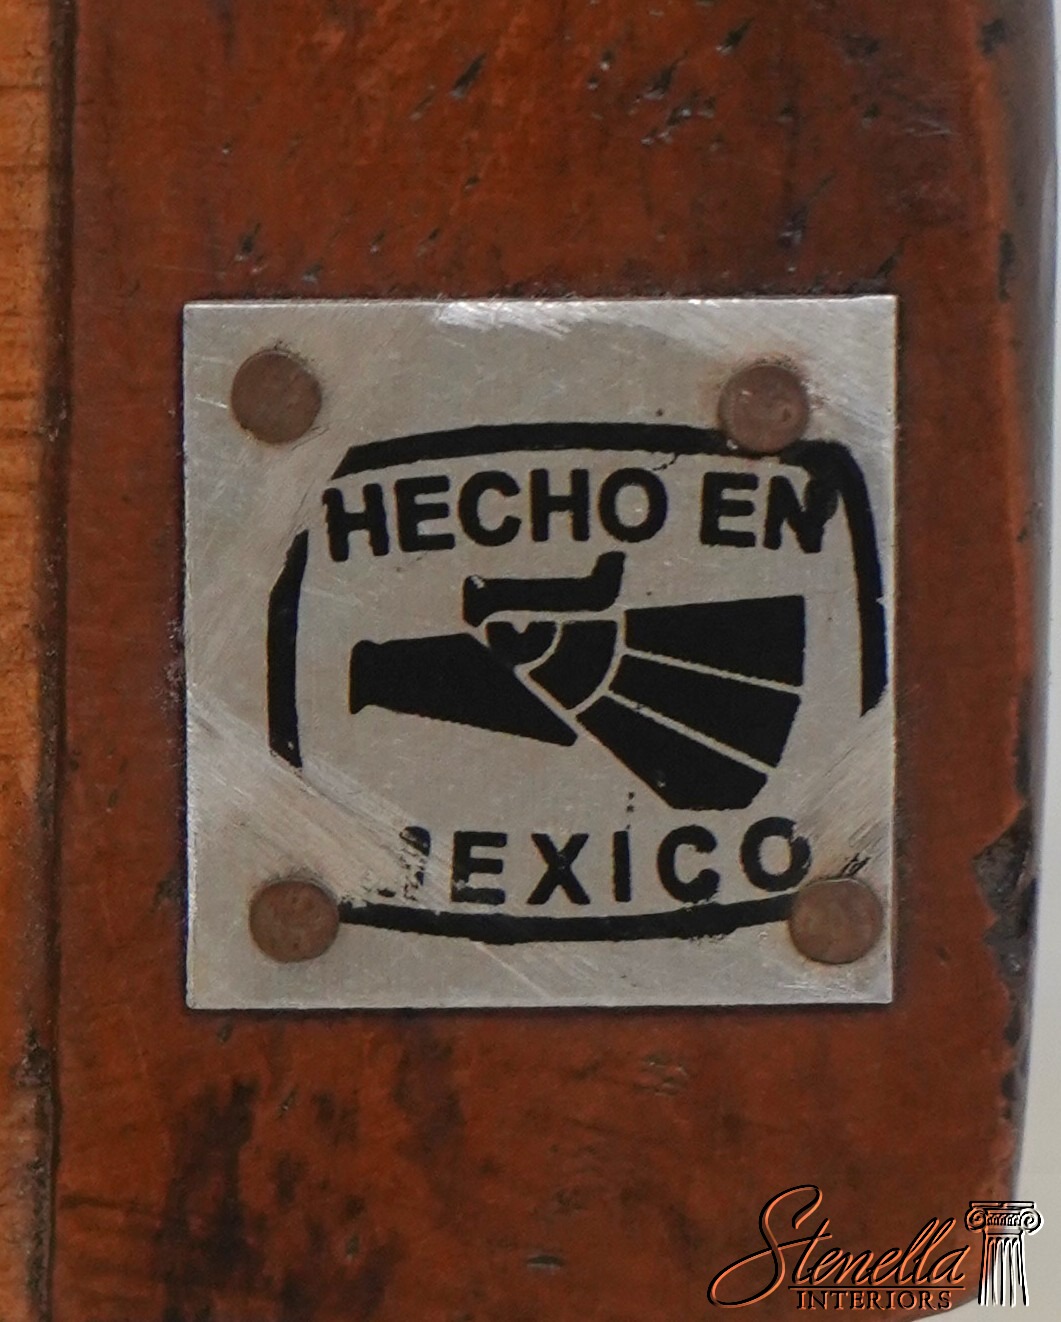 HECHO EN
MEXICO
Stenella
INTERIORS